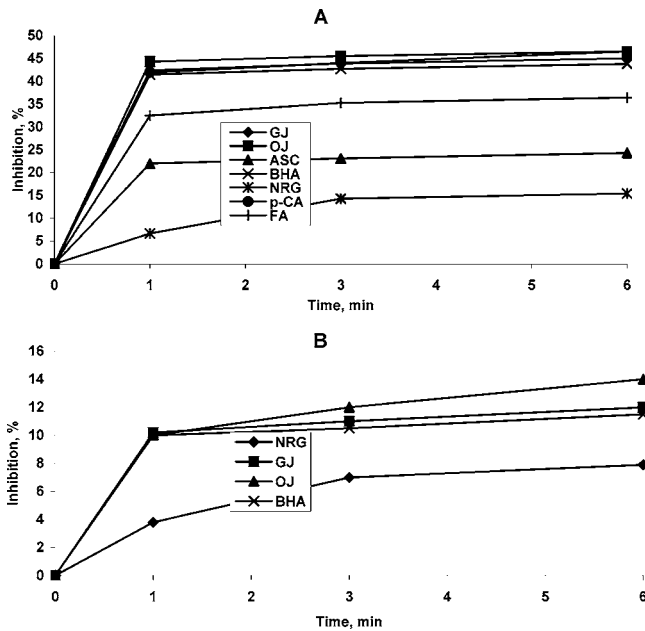 A
Inhibition, %
50
45
40
35
30
25
20
15
10
5
0
GJ
OJ
ASC
BHA
NRG
p-CA
FA
0 1 2 3 4 5 6
Time, min
B
Inhibition, %
16
14
12
10
8
6
4
2
0
NRG
GJ
OJ
BHA
0 1 2 3 4 5 6
Time, min